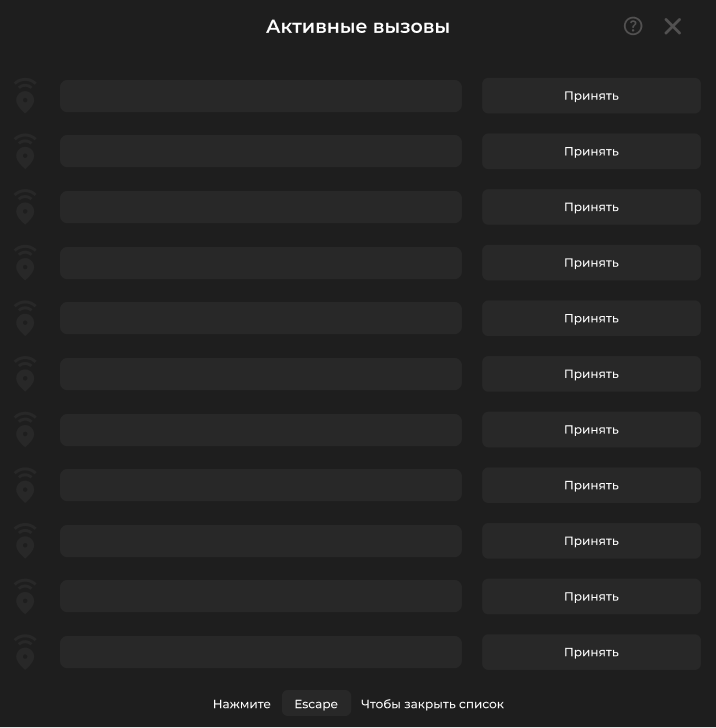 Активные вызовы
Принять
Принять
Принять
Принять
Принять
Принять
Принять
Принять
Принять
Принять
Принять
Нажмите Escape Чтобы закрыть список